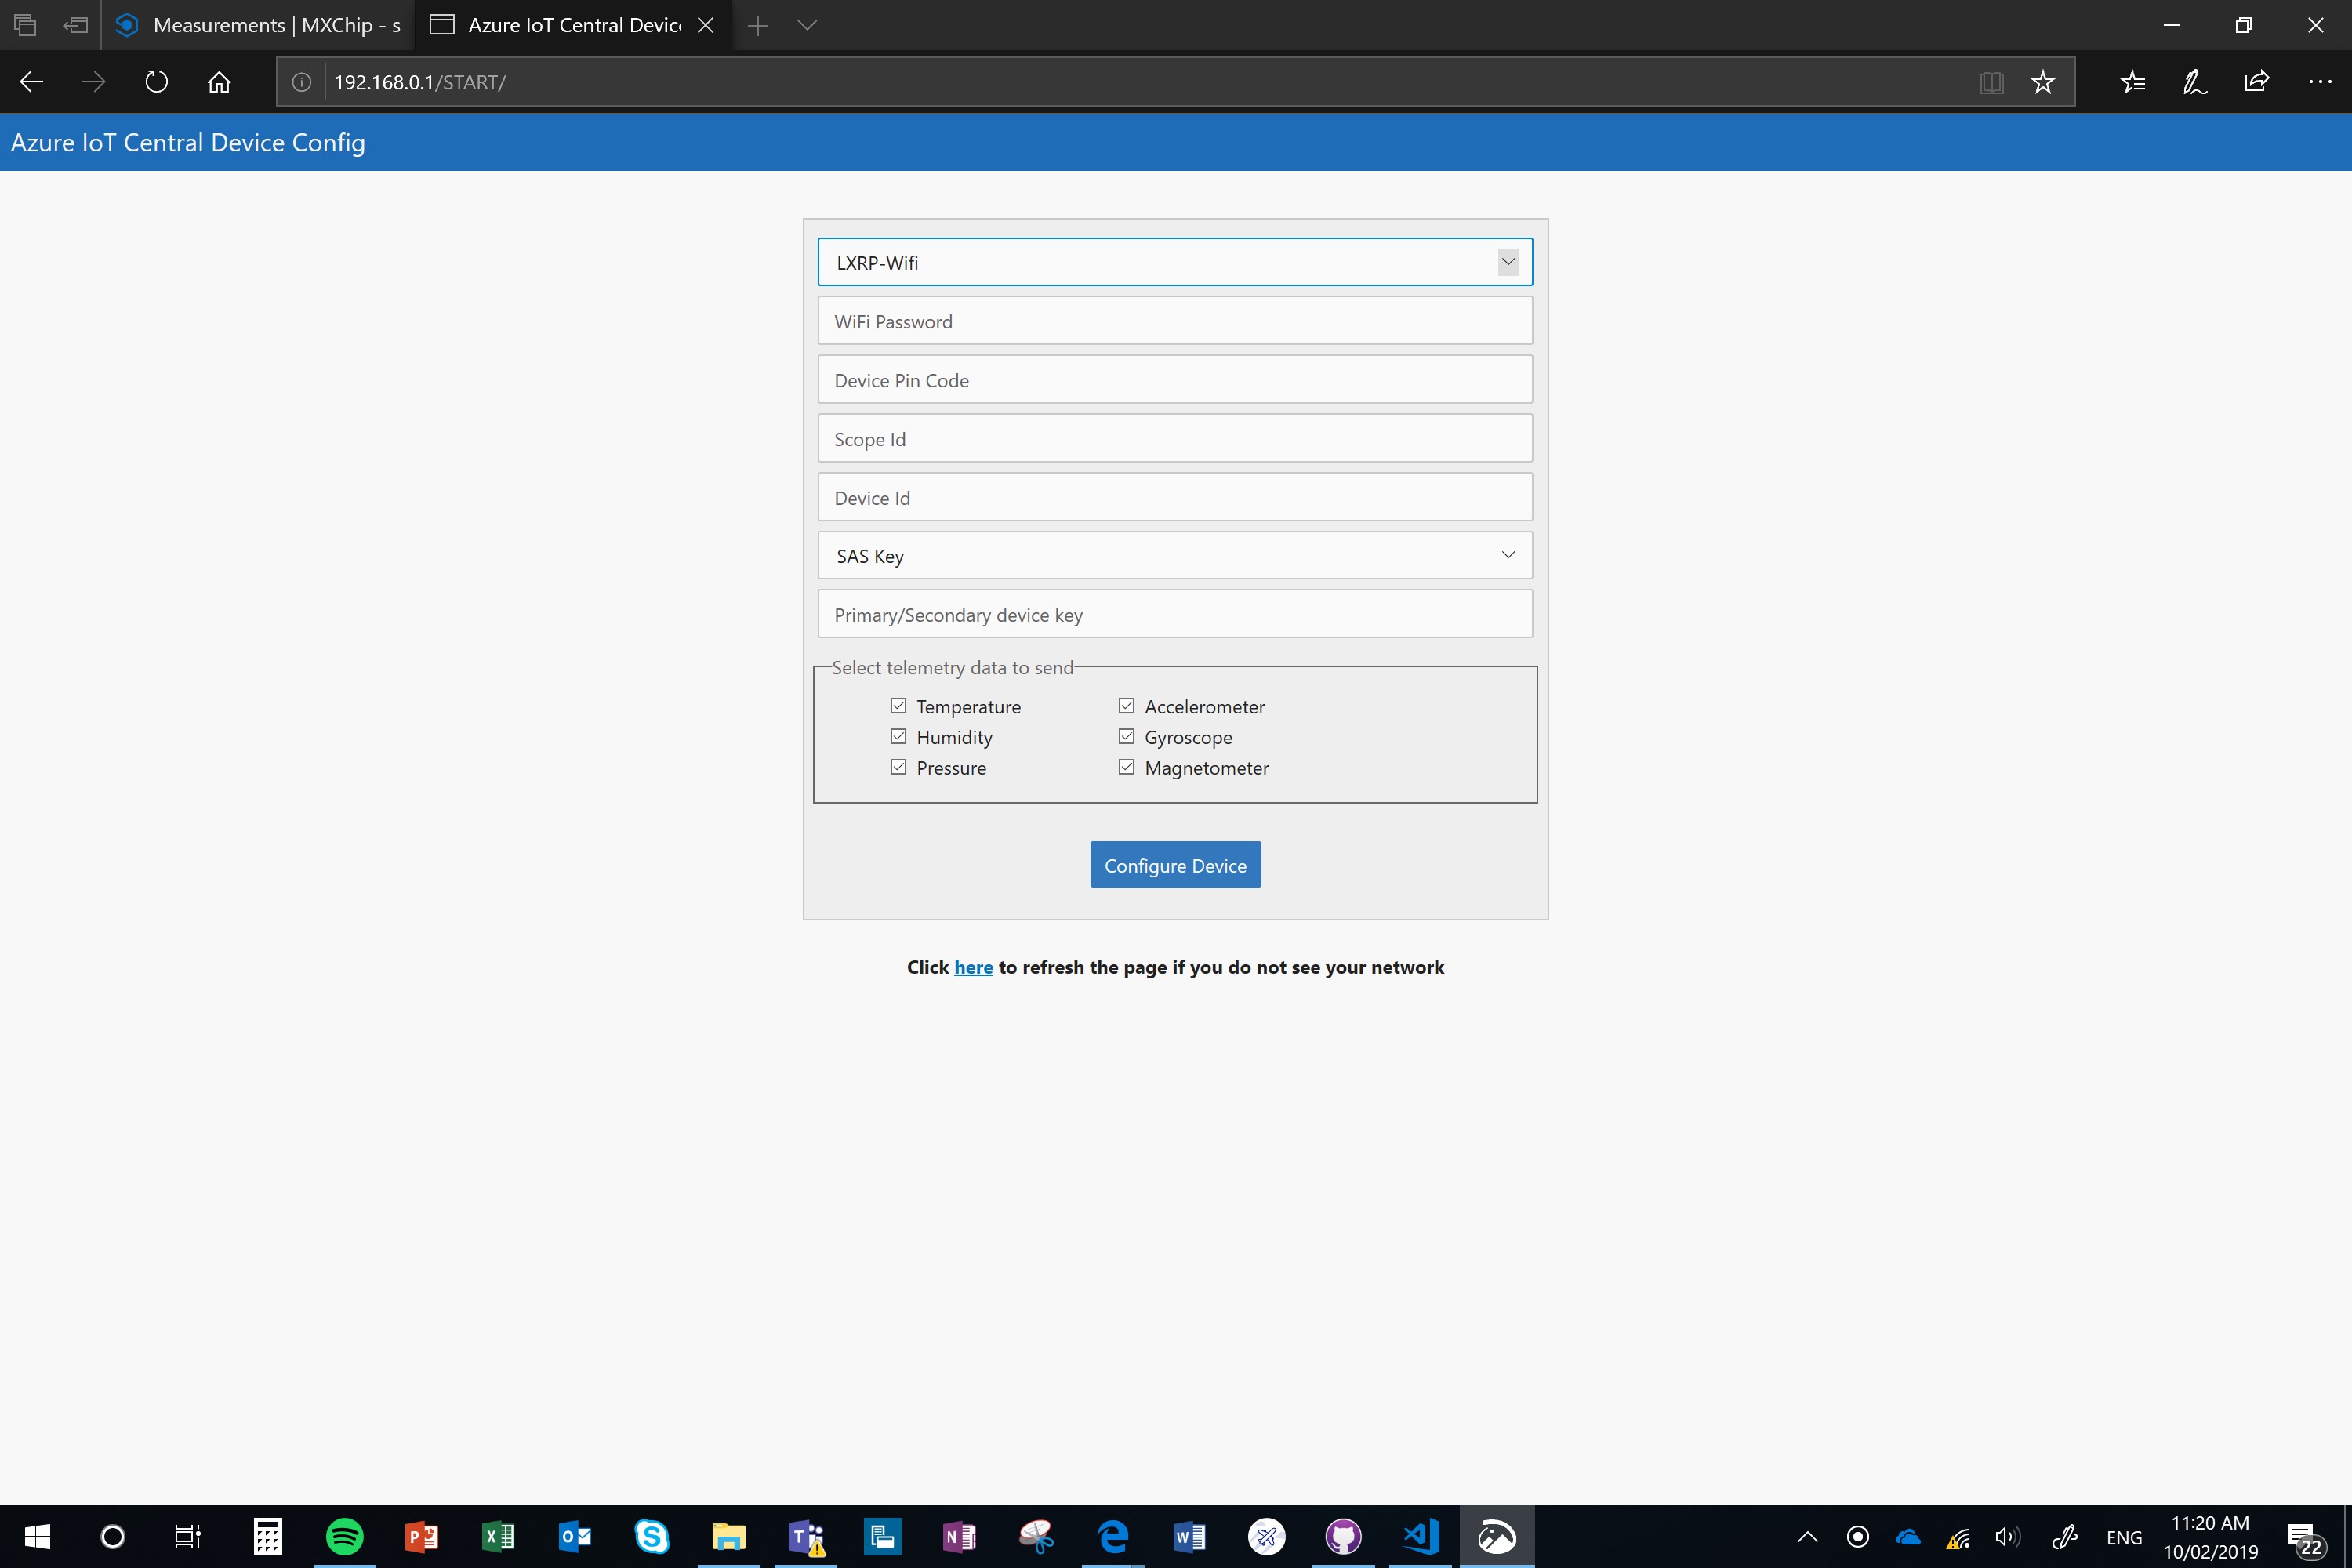 Measurements | MXChip - s
Azure IoT Central Devic
192.168.0.1/START/
Azure IoT Central Device Config
LXRP-Wifi
WiFi Password
Device Pin Code
Scope Id
Device Id
SAS Key
Primary/Secondary device key
Select telemetry data to send
Temperature Accelerometer
Humidity Gyroscope
Pressure Magnetometer
Configure Device
Click here to refresh the page if you do not see your network
ENG
11:20 AM
10/02/2019
22